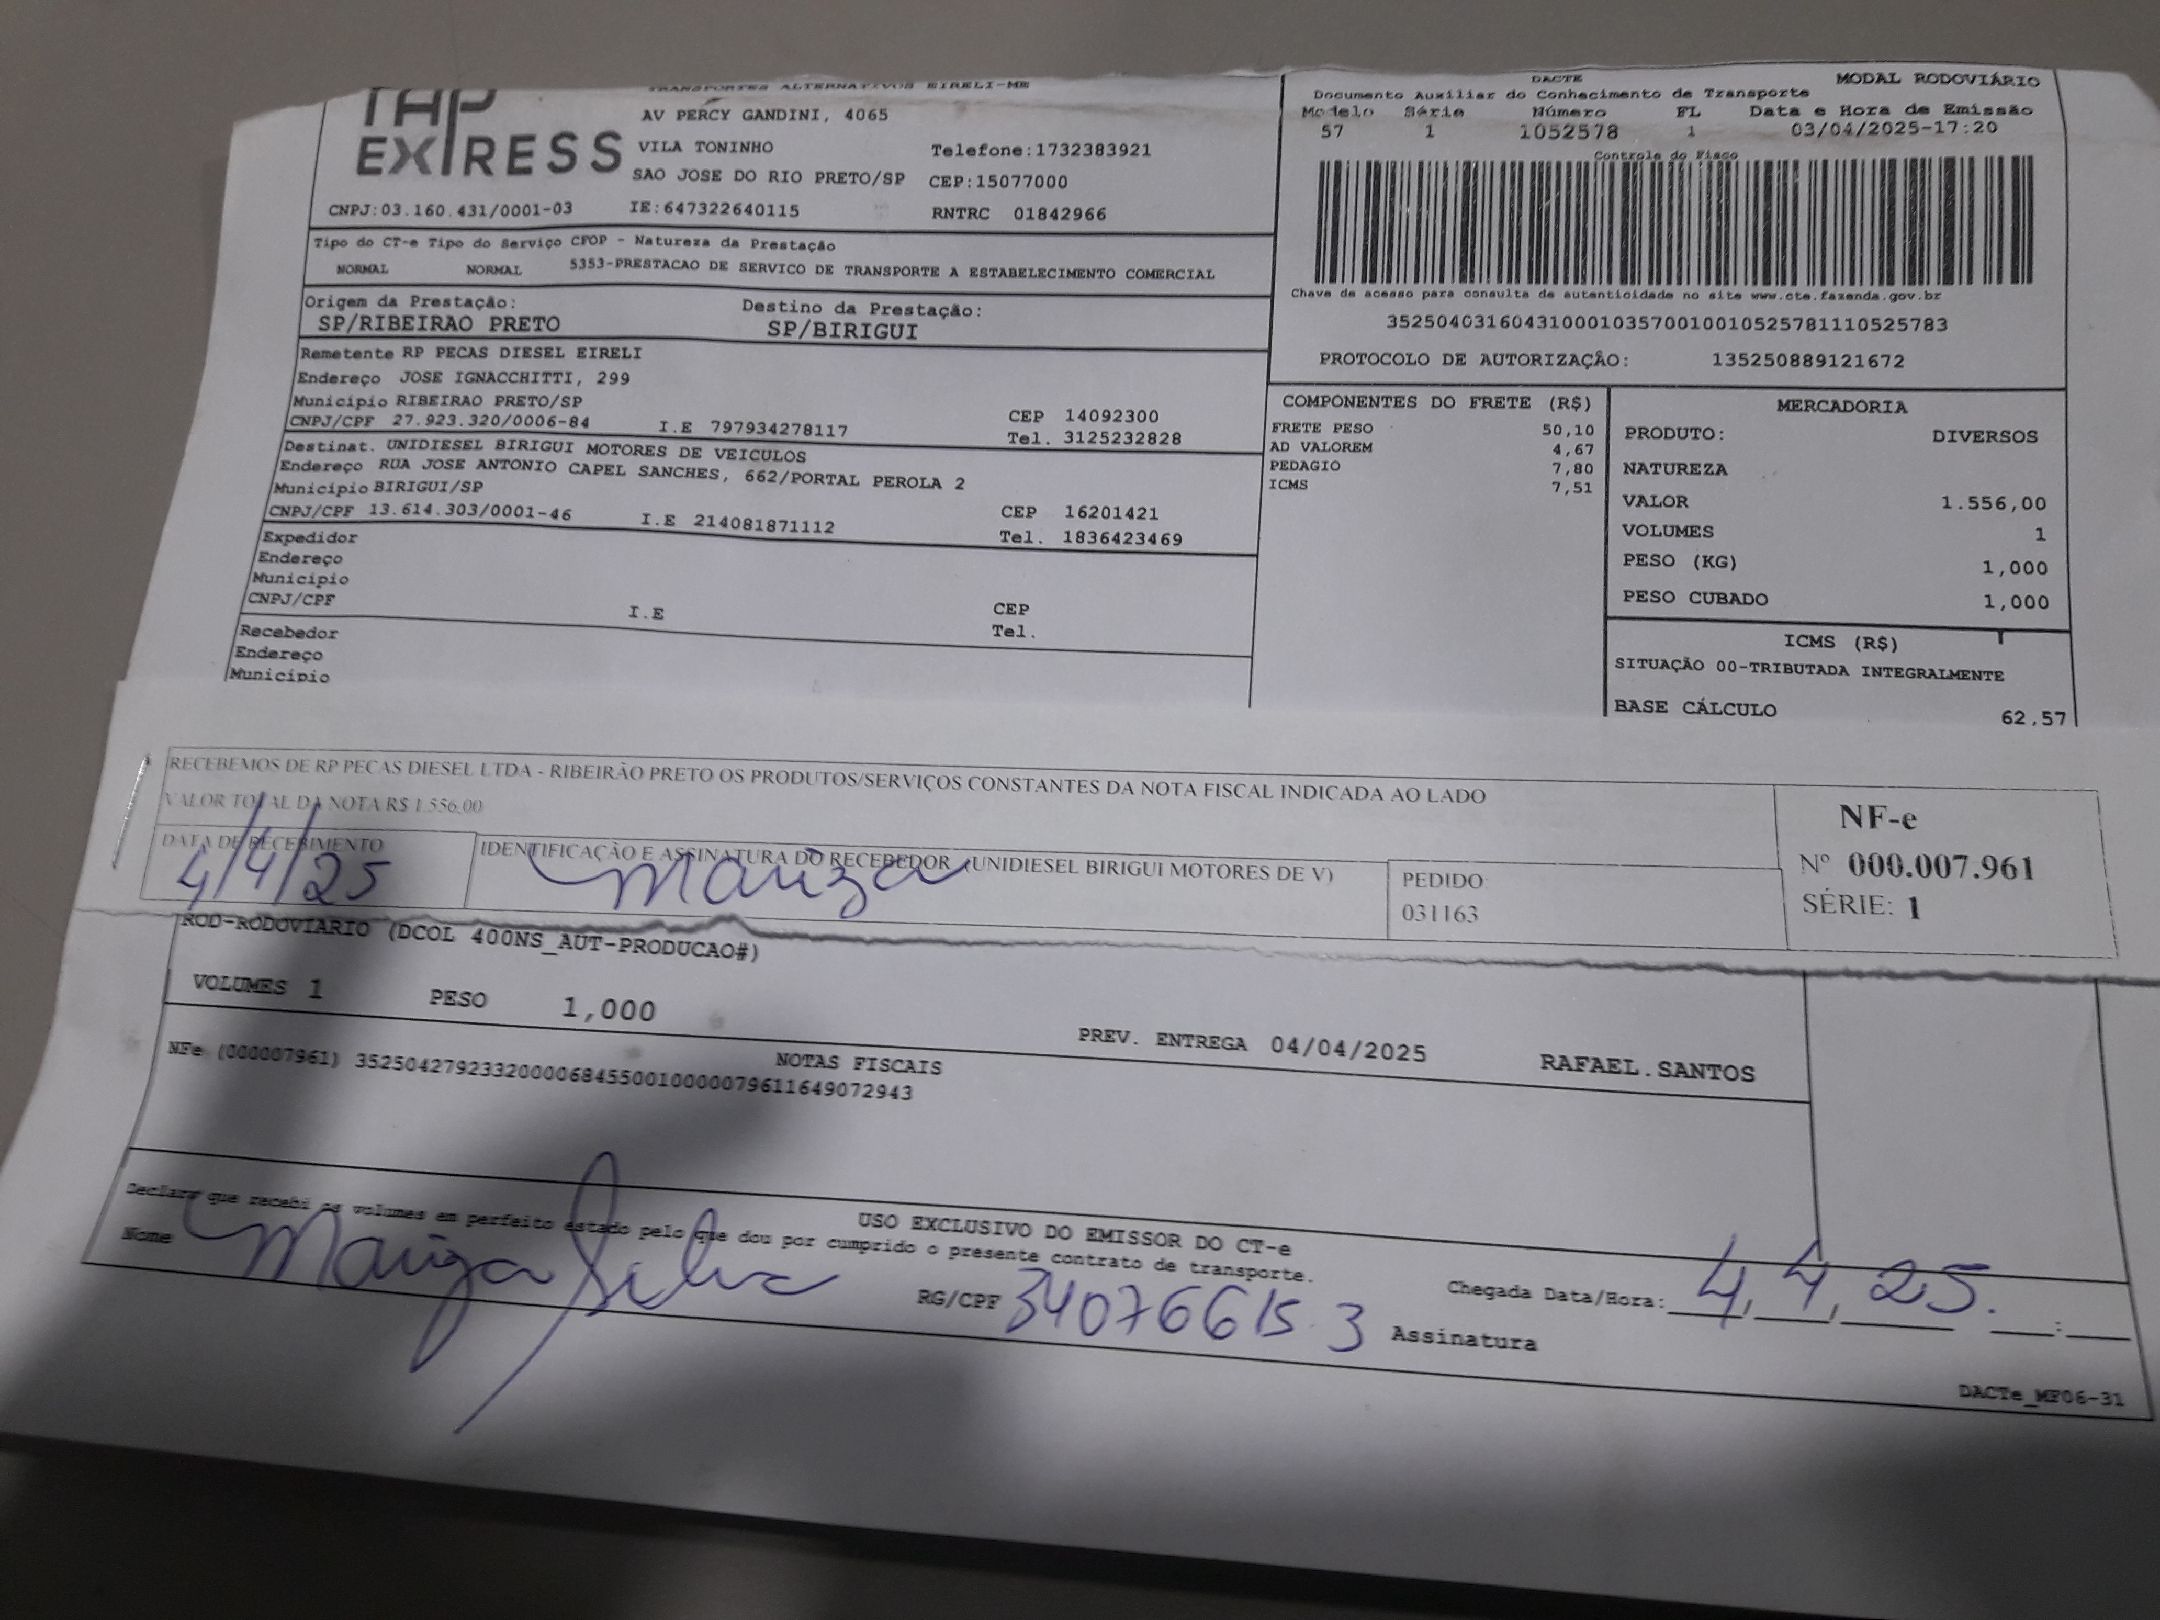 TAP EXPRESS
TRANSPORTES ALTERNATIVOS EIRELI-ME
AV PERCY GANDINI, 4065
VILA TONINHO Telefone:1732383921
SAO JOSE DO RIO PRETO/SP CEP:15077000
CNPJ:03.160.431/0001-03 IE:647322640115 RNTRC 01842966
Tipo do CT-e Tipo do Serviço CFOP - Natureza da Prestação
NORMAL NORMAL 5353-PRESTACAO DE SERVICO DE TRANSPORTE A ESTABELECIMENTO COMERCIAL
Origem da Prestação: Destino da Prestação:
SP/RIBEIRAO PRETO SP/BIRIGUI
Remetente RP PECAS DIESEL EIRELI
Endereço JOSE IGNACCHITTI, 299
Município RIBEIRAO PRETO/SP CEP 14092300
CNPJ/CPF 27.923.320/0006-84 I.E 797934278117 Tel. 3125232828
Destinat. UNIDIESEL BIRIGUI MOTORES DE VEICULOS
Endereço RUA JOSE ANTONIO CAPEL SANCHES, 662/PORTAL PEROLA 2
Município BIRIGUI/SP CEP 16201421
CNPJ/CPF 13.614.303/0001-46 I.E 214081871112 Tel. 1836423469
Expedidor
Endereço
Município CEP
CNPJ/CPF I.E Tel.
Recebedor
Endereço
Município
DACTE MODAL RODOVIÁRIO
Documento Auxiliar do Conhecimento de Transporte
Modelo Série Número FL Data e Hora de Emissão
57 1 1052578 1 03/04/2025-17:20
Controle do Fisco
Chave de acesso para consulta de autenticidade no site www.cte.fazenda.gov.br
35250403160431000103570010010525781110525783
PROTOCOLO DE AUTORIZAÇÃO: 135250889121672
COMPONENTES DO FRETE (R$)
FRETE PESO 50,10
AD VALOREM 4,67
PEDAGIO 7,80
ICMS 7,51
MERCADORIA
PRODUTO: DIVERSOS
NATUREZA
VALOR 1.556,00
VOLUMES 1
PESO (KG) 1,000
PESO CUBADO 1,000
ICMS (R$)
SITUAÇÃO 00-TRIBUTADA INTEGRALMENTE
BASE CÁLCULO 62,57
RECEBEMOS DE RP PECAS DIESEL LTDA - RIBEIRÃO PRETO OS PRODUTOS/SERVIÇOS CONSTANTES DA NOTA FISCAL INDICADA AO LADO
VALOR TOTAL DA NOTA R$ 1.556,00
DATA DE RECEBIMENTO IDENTIFICAÇÃO E ASSINATURA DO RECEBEDOR (UNIDIESEL BIRIGUI MOTORES DE V)
4/4/25 Mariza
PEDIDO
031163
NF-e
Nº 000.007.961
SÉRIE: 1
ROD-RODOVIARIO (DCOL 400NS_AUT-PRODUCAO#)
VOLUMES 1 PESO 1,000 PREV. ENTREGA 04/04/2025 RAFAEL.SANTOS
NOTAS FISCAIS
NFe (000007961) 35250427923320000684550010000079611649072943
USO EXCLUSIVO DO EMISSOR DO CT-e
Declaro que recebi os volumes em perfeito estado pelo que dou por cumprido o presente contrato de transporte.
Nome Mariza Silva RG/CPF 34076615.3 Assinatura
Chegada Data/Hora: 4, 4, 25. :
DACTe_MF06-31